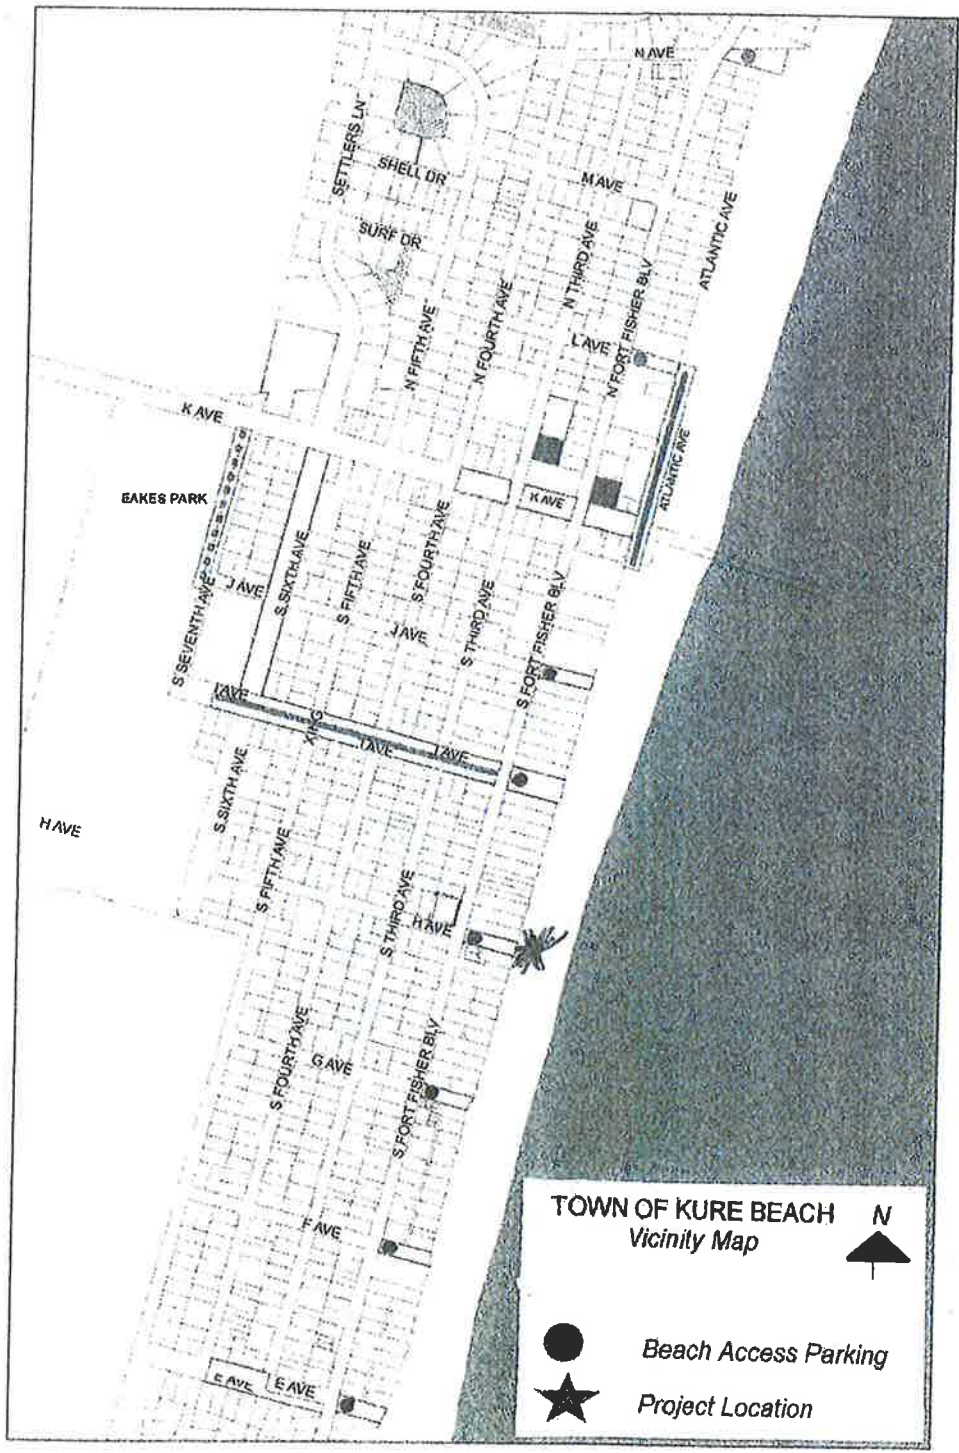 N AVE
SETTLERS LN
SHELL DR
M AVE
ATLANTIC AVE
SURF DR
N THIRD AVE
N FORT FISHER BLV
N FOURTH AVE
N FIFTH AVE
L AVE
K AVE
ATLANTIC AVE
EAKES PARK
K AVE
S SIXTH AVE
S FIFTH AVE
S FOURTH AVE
J AVE
S SEVENTH AVE
J AVE
S THIRD AVE
S FORT FISHER BLV
I AVE
XING
I AVE
I AVE
S SIXTH AVE
H AVE
S FIFTH AVE
S THIRD AVE
H AVE
S FOURTH AVE
G AVE
S FORT FISHER BLV
F AVE
E AVE
E AVE
TOWN OF KURE BEACH
N
Vicinity Map
Beach Access Parking
Project Location